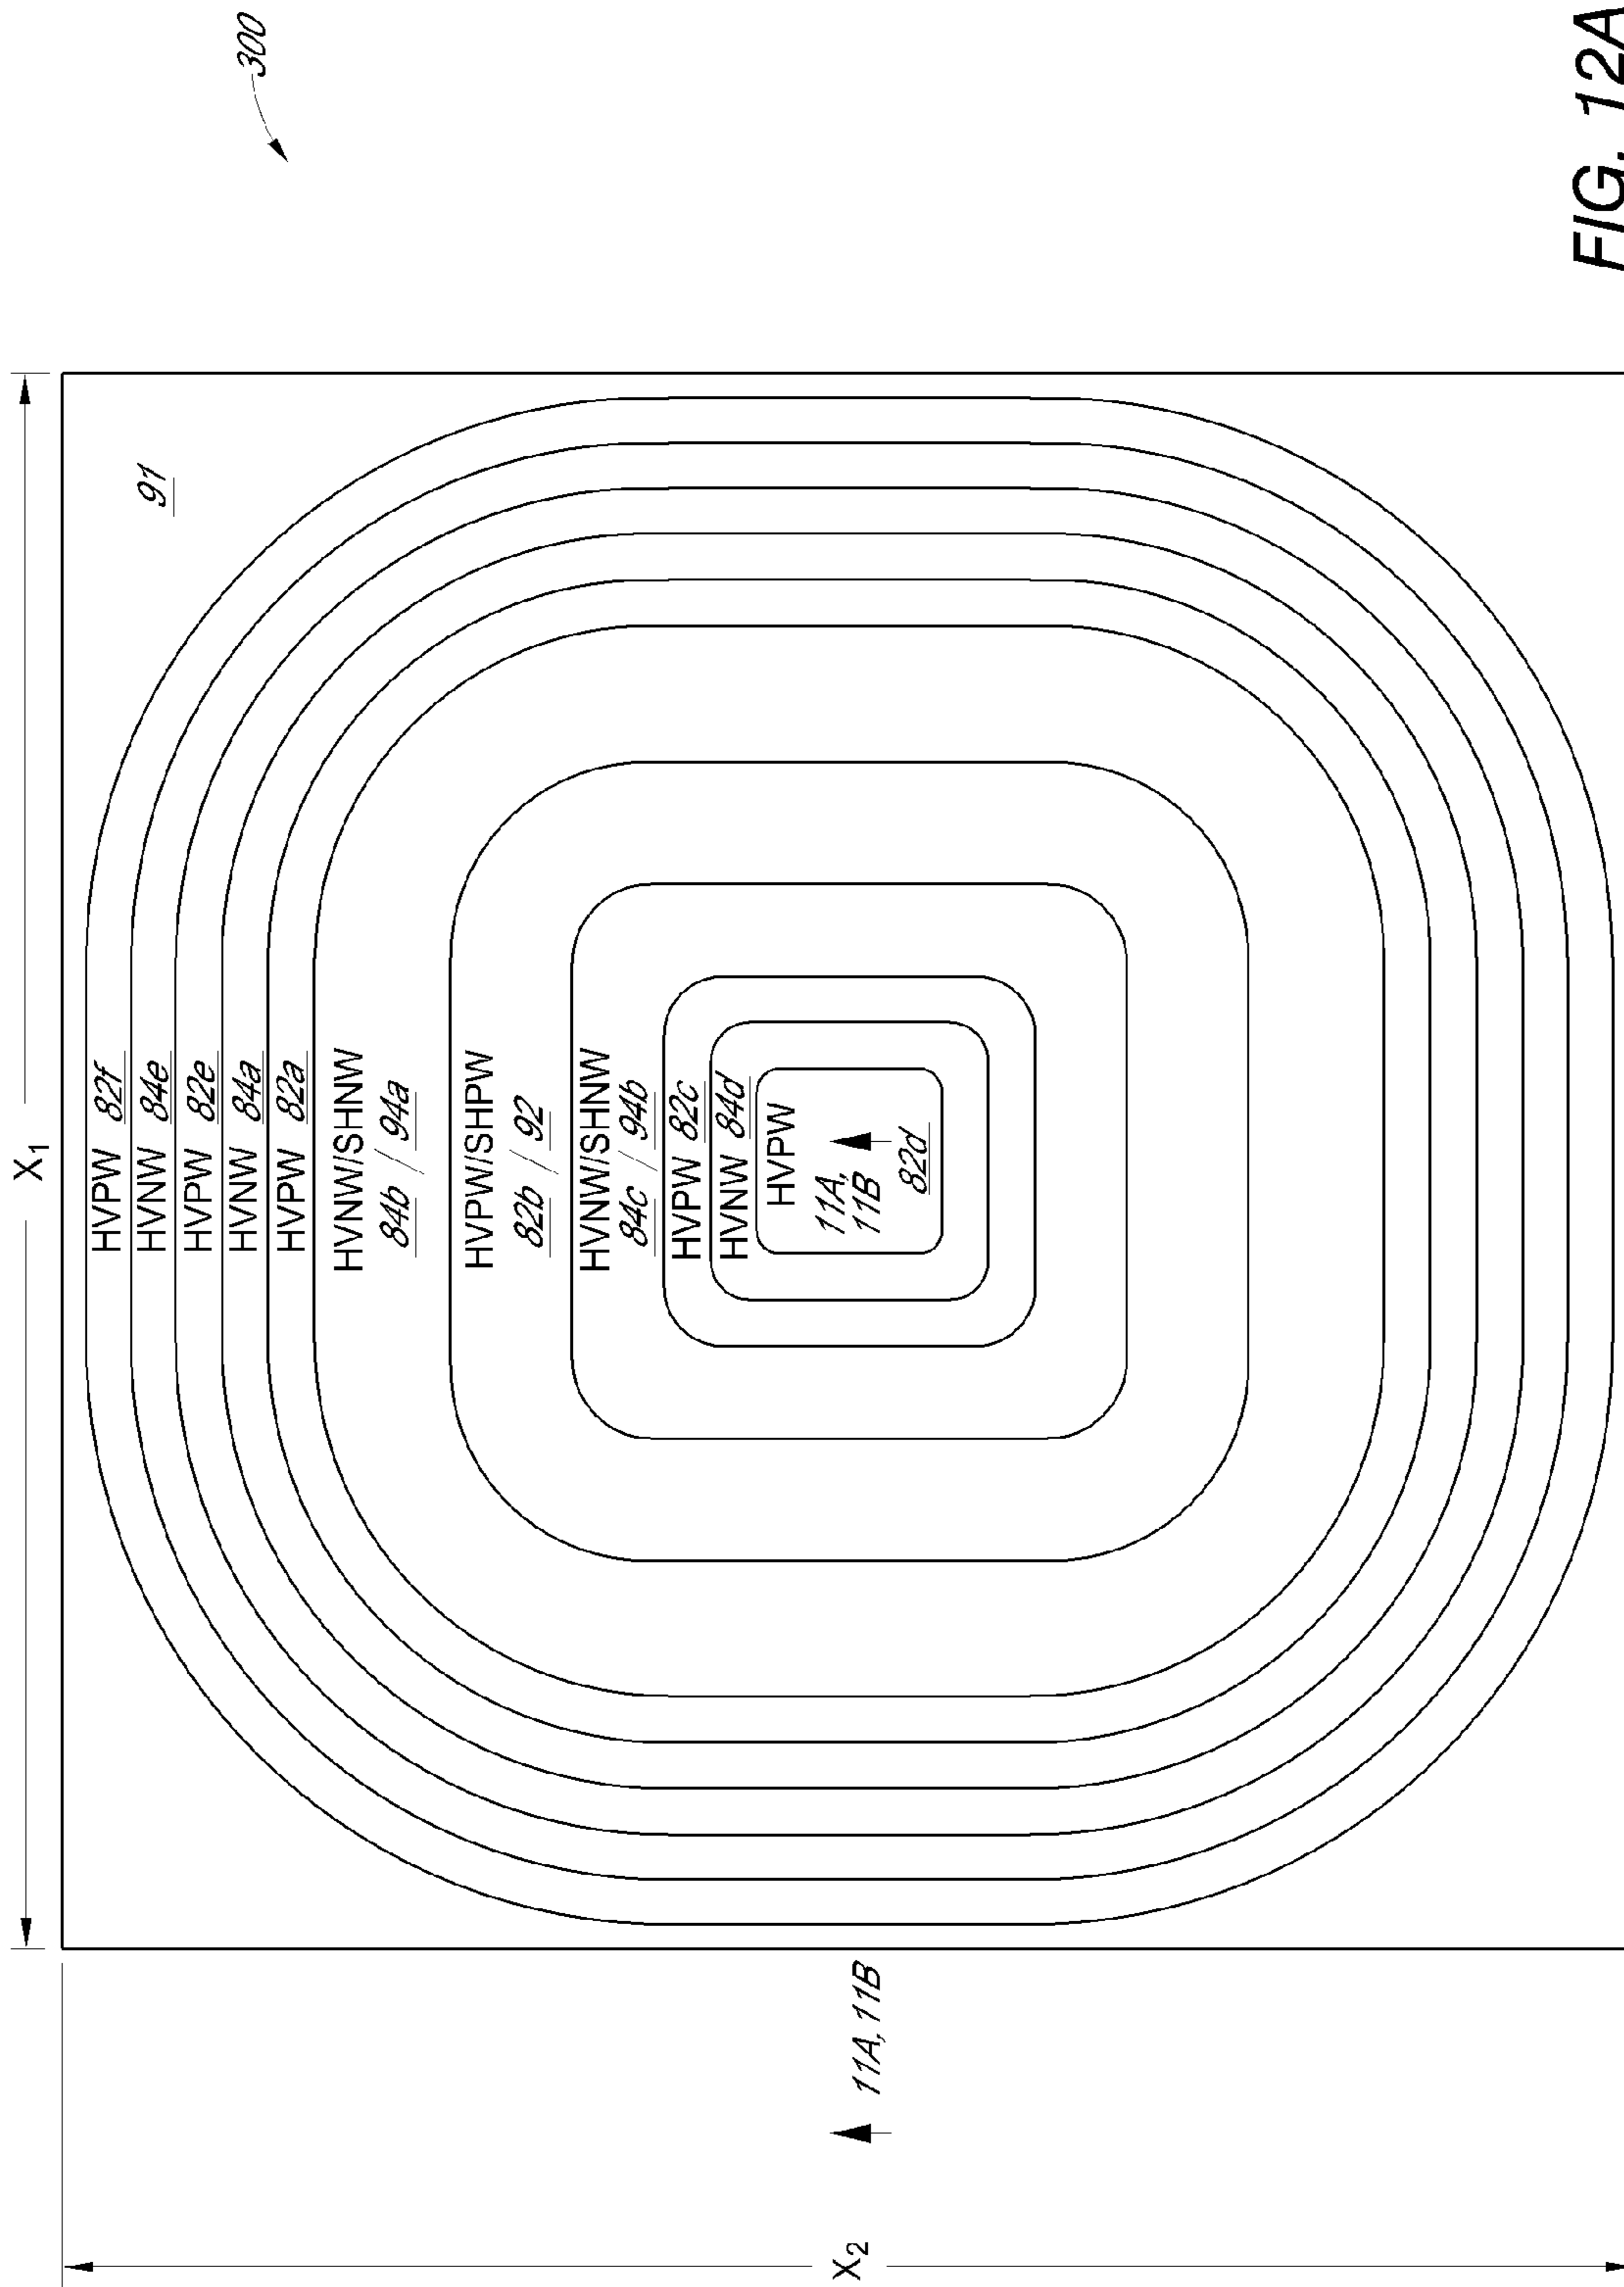 X1
300
91
HVPW 82f
HVNW 84e
HVPW 82e
HVNW 84a
HVPW 82a
HVNW/SHNW
84b / 94a
HVPW/SHPW
82b / 92
HVNW/SHNW
84c / 94b
HVPW 82c
HVNW 84d
HVPW
11A,
11B
82d
11A, 11B
X2
FIG. 12A